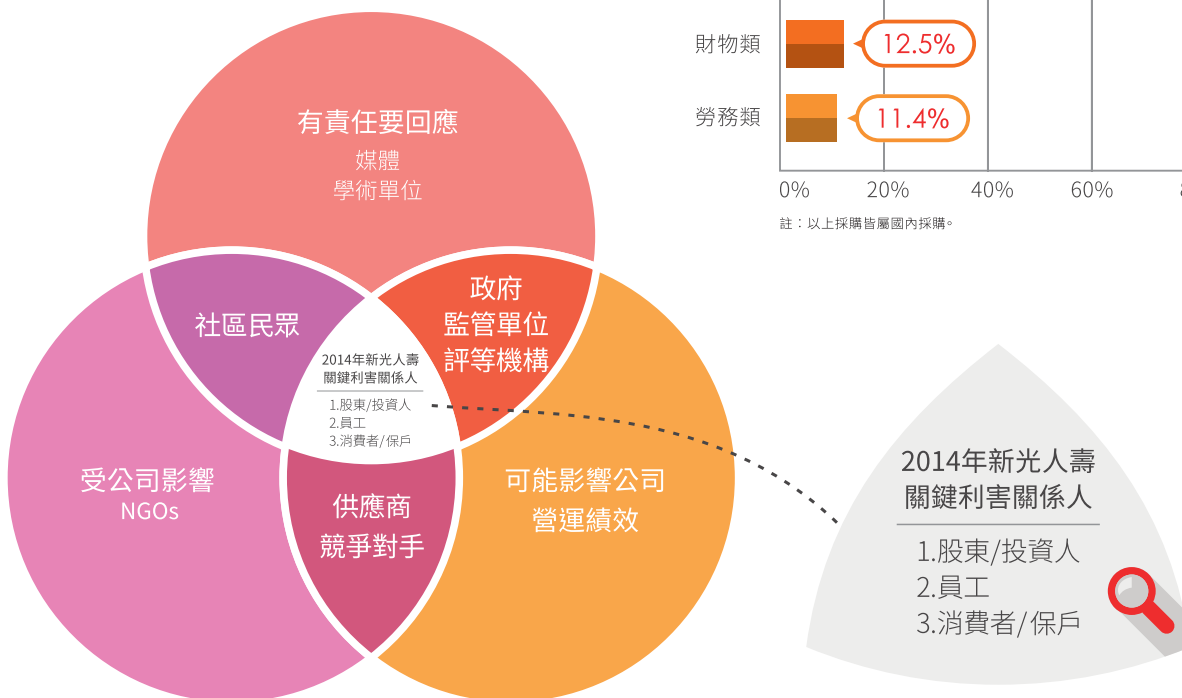 財物類
12.5%
勞務類
11.4%
0%
20%
40%
60%
註：以上採購皆屬國內採購。
有責任要回應
媒體
學術單位
社區民眾
政府
監管單位
評等機構
2014年新光人壽
關鍵利害關係人
1.股東/投資人
2.員工
3.消費者/保戶
受公司影響
NGOs
可能影響公司
營運績效
供應商
競爭對手
2014年新光人壽
關鍵利害關係人
1.股東/投資人
2.員工
3.消費者/保戶